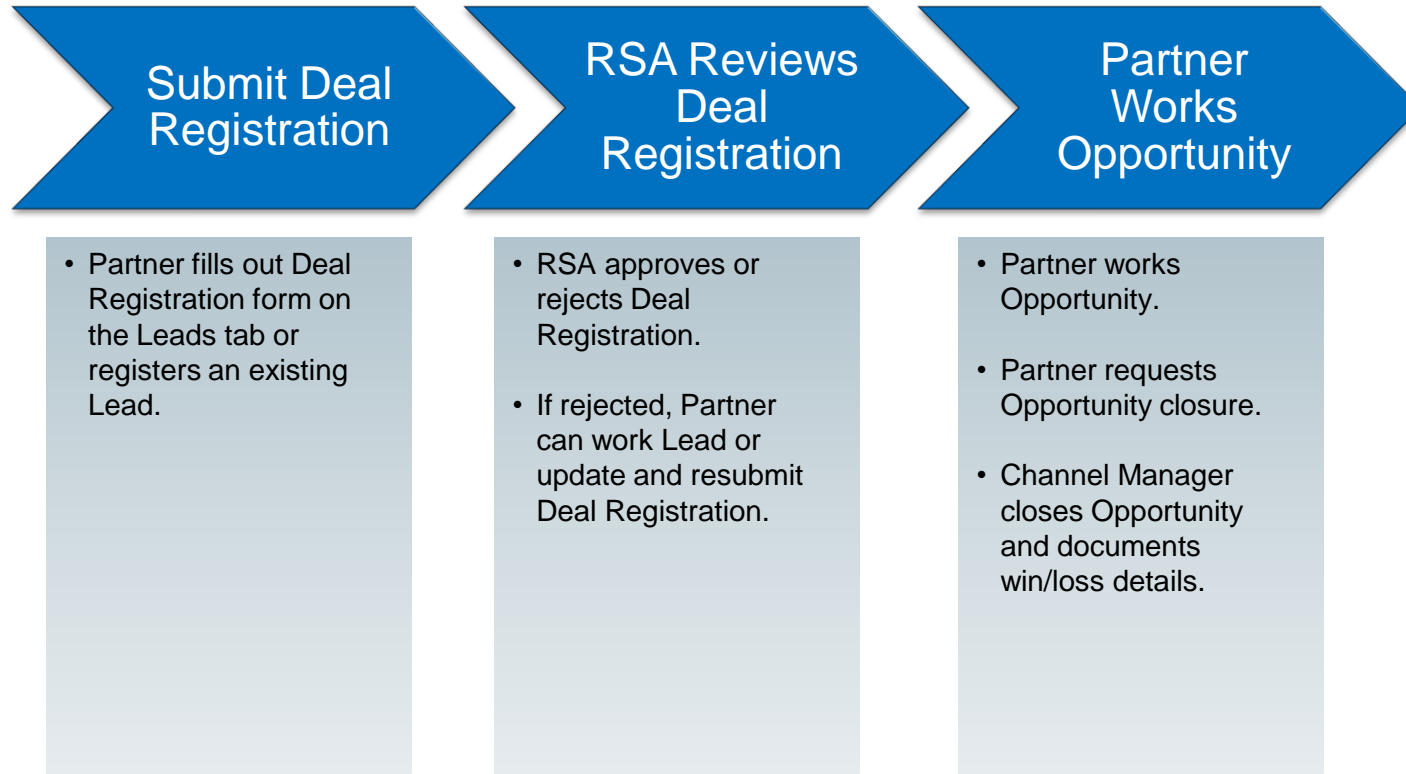 Submit Deal
Registration
RSA Reviews
Deal
Registration
Partner
Works
Opportunity
• Partner fills out Deal
Registration form on
the Leads tab or
registers an existing
Lead.
• RSA approves or
rejects Deal
Registration.
• If rejected, Partner
can work Lead or
update and resubmit
Deal Registration.
• Partner works
Opportunity.
• Partner requests
Opportunity closure.
• Channel Manager
closes Opportunity
and documents
win/loss details.